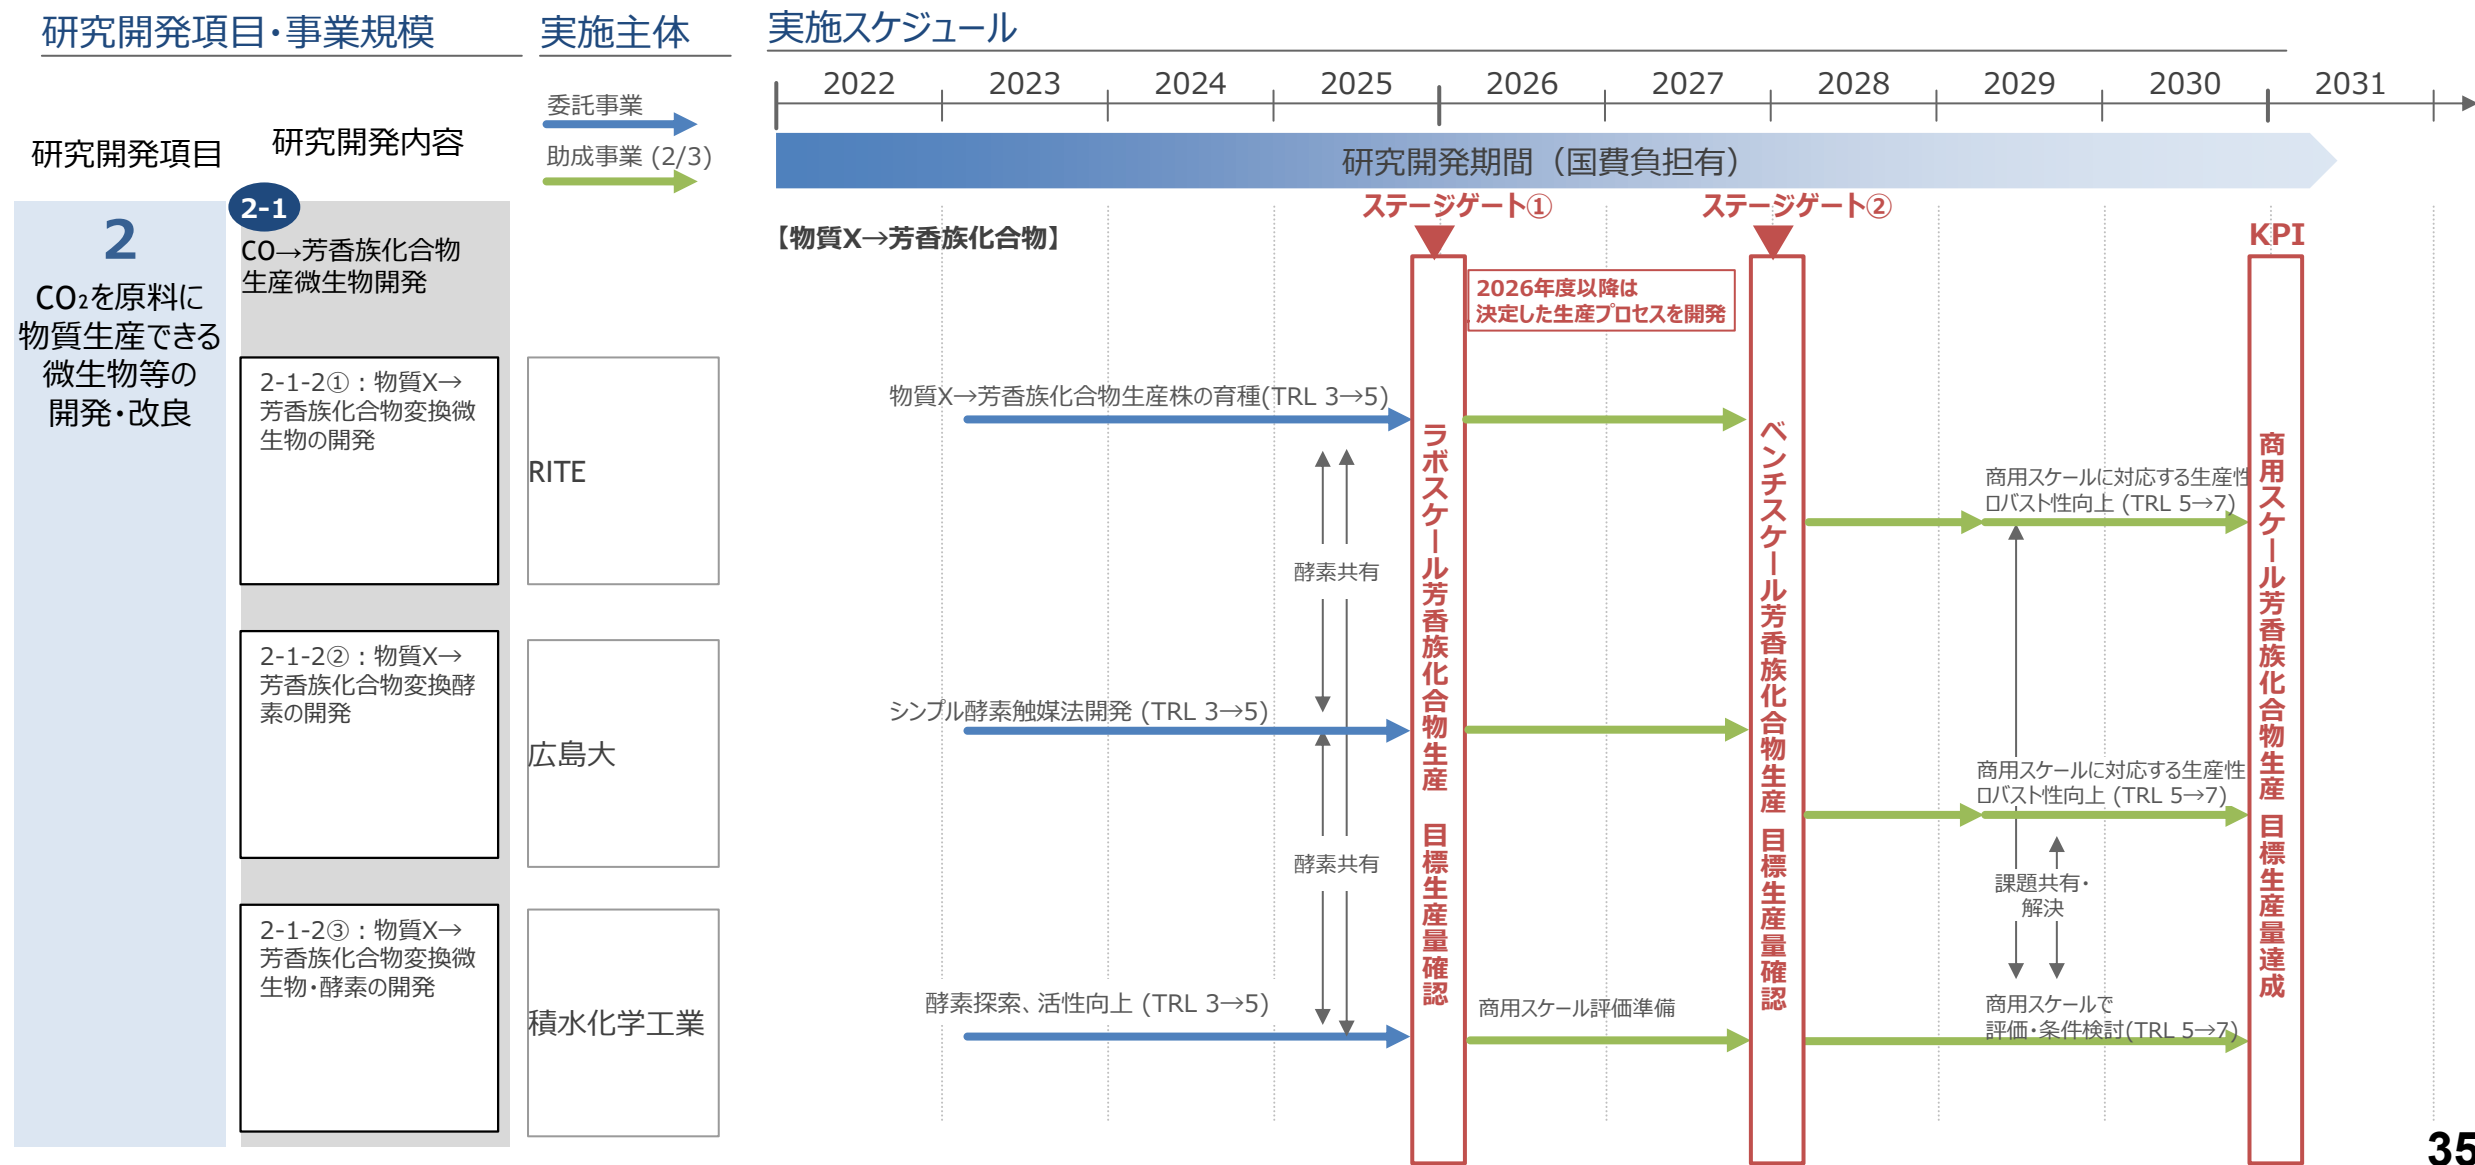 研究開発項目・事業規模
実施主体
実施スケジュール
2022
2023
2024
2025
2026
2027
2028
2029
2030
2031
委託事業
助成事業 (2/3)
研究開発項目
研究開発内容
研究開発期間（国費負担有）
ステージゲート①
ステージゲート②
KPI
2
CO₂を原料に
物質生産できる
微生物等の
開発・改良
2-1
CO→芳香族化合物
生産微生物開発
【物質X→芳香族化合物】
2026年度以降は
決定した生産プロセスを開発
2-1-2①：物質X→
芳香族化合物変換微
生物の開発
RITE
物質X→芳香族化合物生産株の育種(TRL 3→5)
商用スケールに対応する生産性
ロバスト性向上 (TRL 5→7)
酵素共有
2-1-2②：物質X→
芳香族化合物変換酵
素の開発
広島大
シンプル酵素触媒法開発 (TRL 3→5)
商用スケールに対応する生産性
ロバスト性向上 (TRL 5→7)
酵素共有
課題共有・
解決
2-1-2③：物質X→
芳香族化合物変換微
生物・酵素の開発
積水化学工業
酵素探索、活性向上 (TRL 3→5)
商用スケール評価準備
商用スケールで
評価・条件検討(TRL 5→7)
ラボスケール芳香族化合物生産　目標生産量確認
ベンチスケール芳香族化合物生産 目標生産量確認
商用スケール芳香族化合物生産 目標生産量達成
35